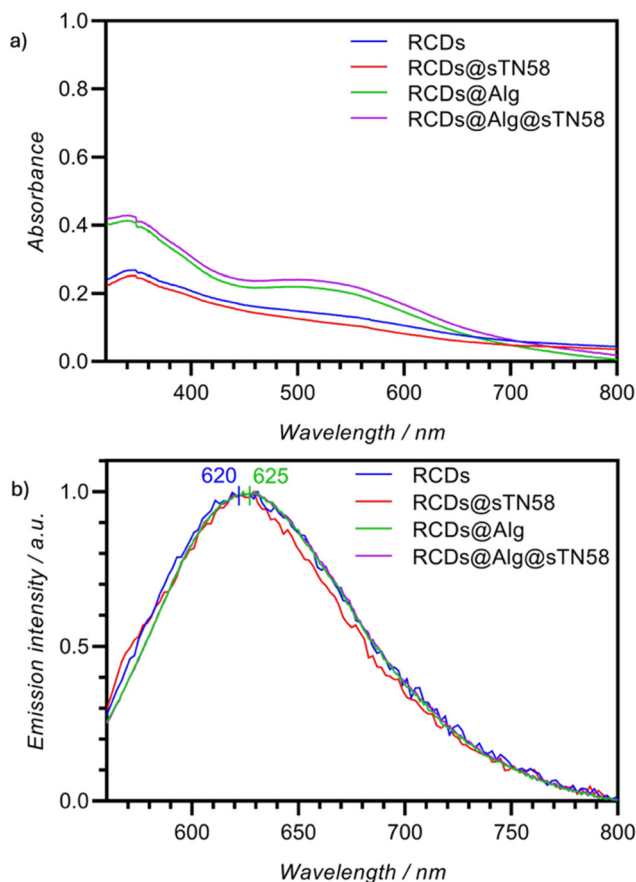 a)
1.0
0.8
0.6
0.4
0.2
0.0
Absorbance
RCDs
RCDs@sTN58
RCDs@Alg
RCDs@Alg@sTN58
400 500 600 700 800
Wavelength / nm
b)
1.0
0.5
0.0
Emission intensity / a.u.
620 625
RCDs
RCDs@sTN58
RCDs@Alg
RCDs@Alg@sTN58
600 650 700 750 800
Wavelength / nm